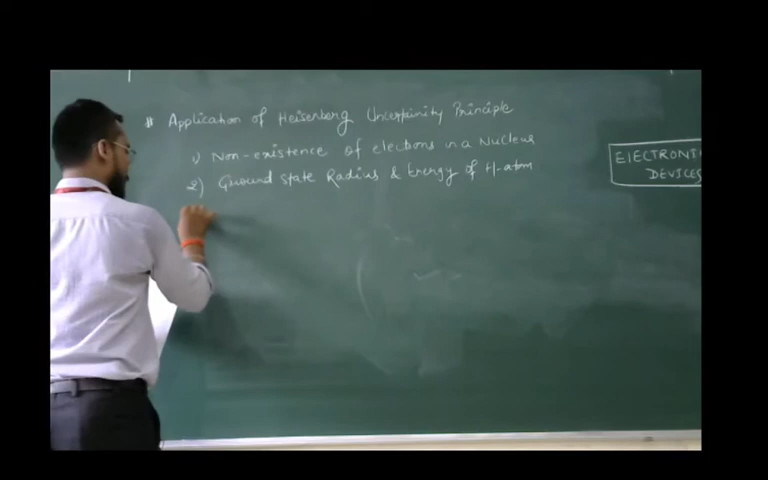 # Application of Heisenberg Uncertainity Principle
1) Non-existence of electrons in a Nucleus
2) Ground state Radius & Energy of H-atom
ELECTRONI
DEVICES